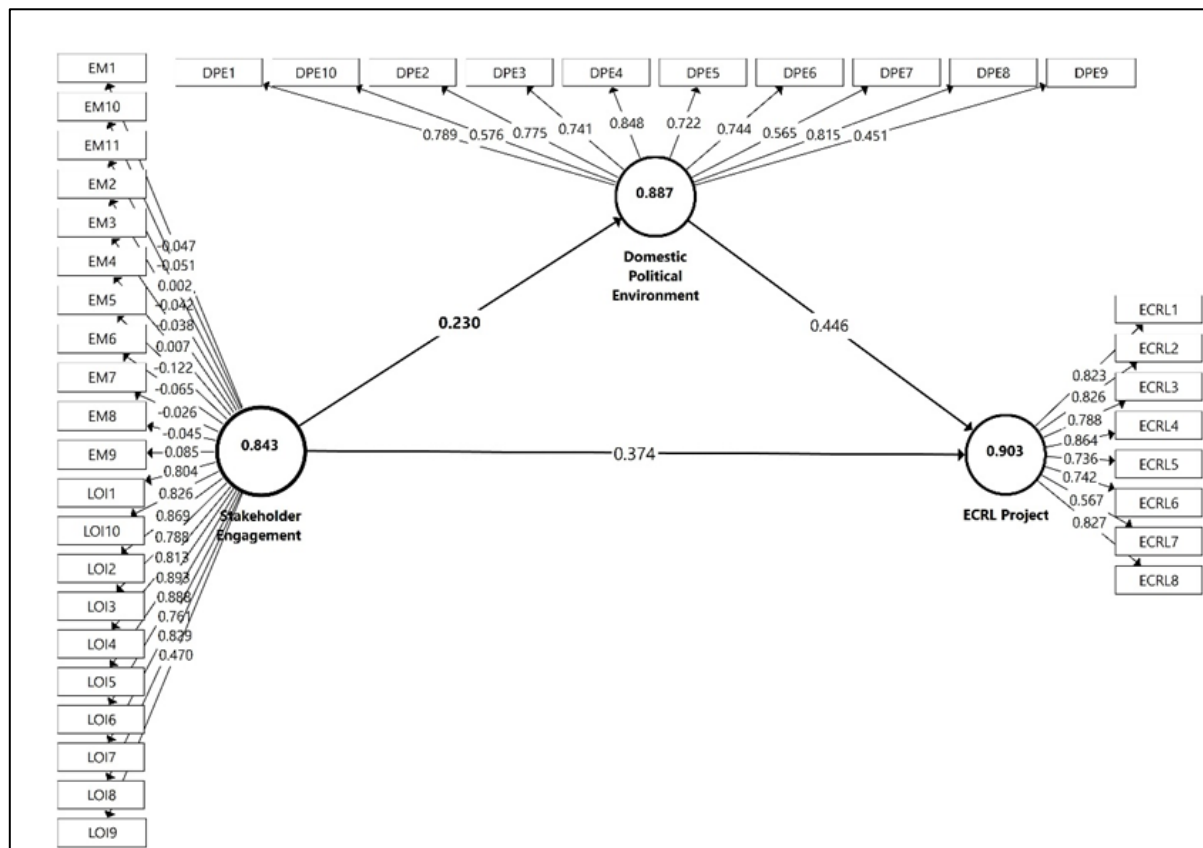 EM1
EM10
EM11
EM2
EM3
EM4
EM5
EM6
EM7
EM8
EM9
LOI1
LOI10
LOI2
LOI3
LOI4
LOI5
LOI6
LOI7
LOI8
LOI9
-0.047
-0.051
0.002
-0.042
-0.038
0.007
-0.122
-0.065
-0.026
-0.045
0.085
0.804
0.826
0.869
0.788
0.813
0.893
0.888
0.761
0.829
0.470
0.843
Stakeholder
Engagement
DPE1 DPE10 DPE2 DPE3 DPE4 DPE5 DPE6 DPE7 DPE8 DPE9
0.789 0.576 0.775 0.741 0.848 0.722 0.744 0.565 0.815 0.451
0.887
Domestic
Political
Environment
0.230
0.446
0.374
0.903
ECRL Project
0.823
0.826
0.788
0.864
0.736
0.742
0.567
0.827
ECRL1
ECRL2
ECRL3
ECRL4
ECRL5
ECRL6
ECRL7
ECRL8